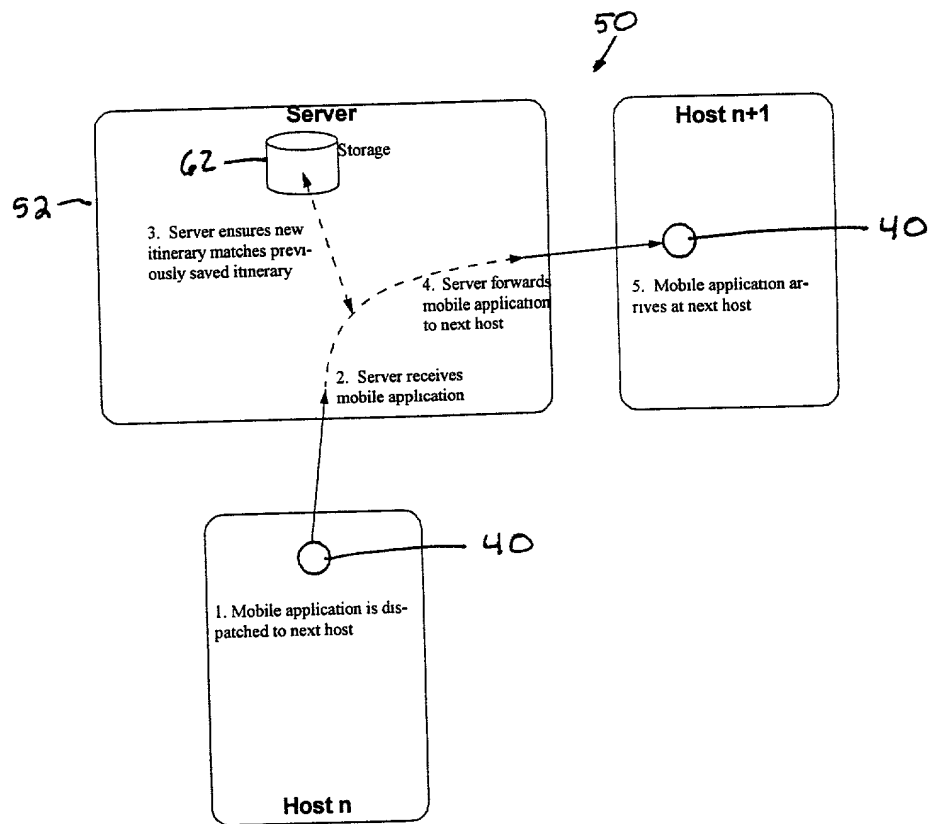 50
Server
Host n+1
62
Storage
52
3. Server ensures new
itinerary matches previ-
ously saved itinerary
40
4. Server forwards
mobile application
to next host
5. Mobile application ar-
rives at next host
2. Server receives
mobile application
40
1. Mobile application is dis-
patched to next host
Host n